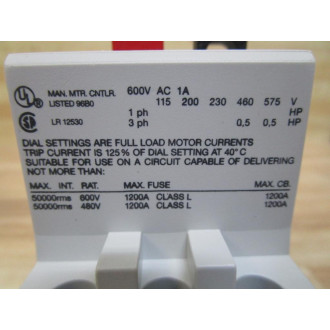 UL MAN. MTR. CNTLR. 600V AC 1A
LISTED 96B0 115 200 230 460 575 V
1 ph HP
LR 12530 3 ph 0,5 0,5 HP
DIAL SETTINGS ARE FULL LOAD MOTOR CURRENTS
TRIP CURRENT IS 125% OF DIAL SETTING AT 40°C
SUITABLE FOR USE ON A CIRCUIT CAPABLE OF DELIVERING
NOT MORE THAN:
MAX. INT. RAT. MAX. FUSE MAX. CB.
50000rms 600V 1200A CLASS L 1200A
50000rms 480V 1200A CLASS L 1200A